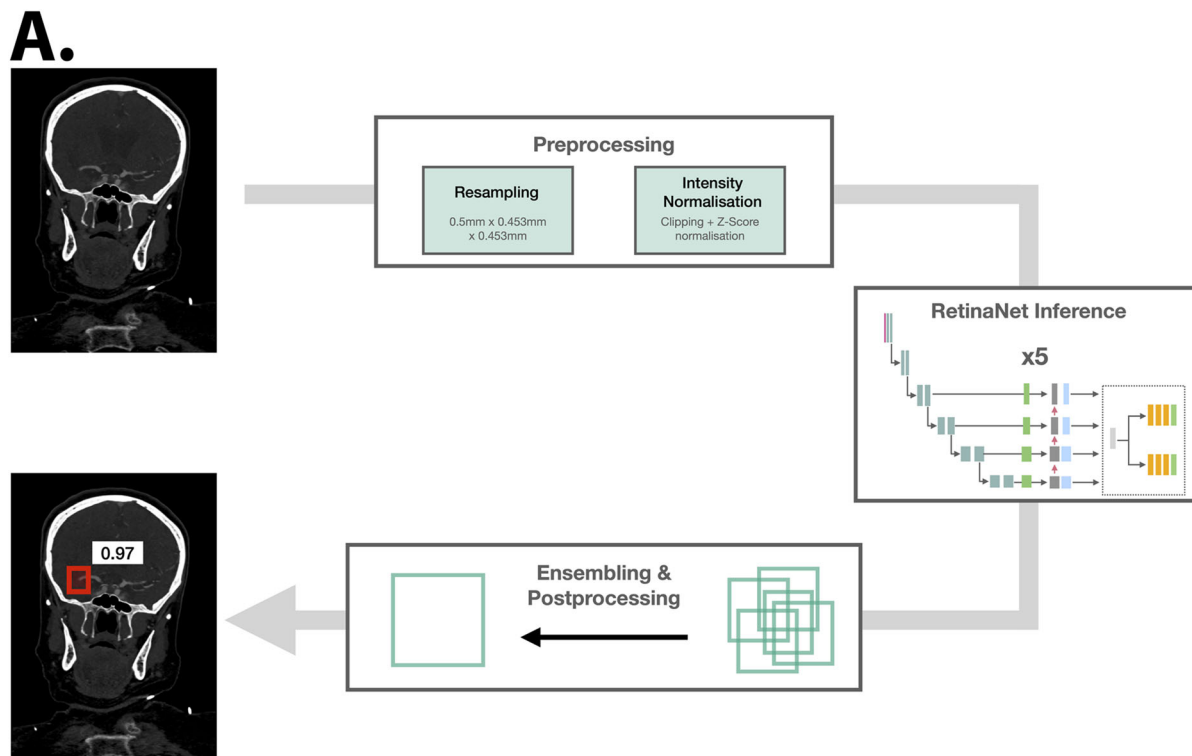 A.
Preprocessing
Resampling
0.5mm x 0.453mm
x 0.453mm
Intensity
Normalisation
Clipping + Z-Score
normalisation
RetinaNet Inference
x5
0.97
Ensembling &
Postprocessing